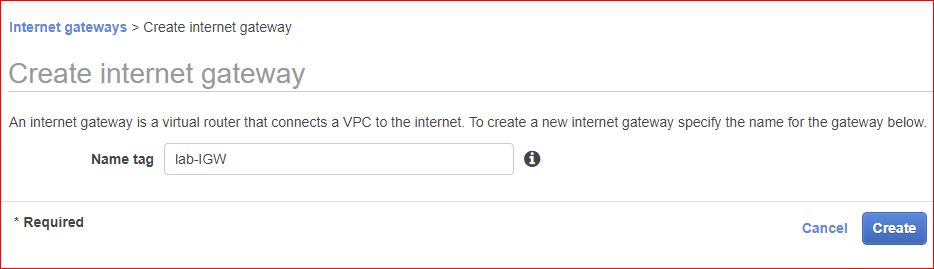 Internet gateways > Create internet gateway
Create internet gateway
An internet gateway is a virtual router that connects a VPC to the internet. To create a new internet gateway specify the name for the gateway below.
Name tag lab-IGW
* Required
Cancel Create